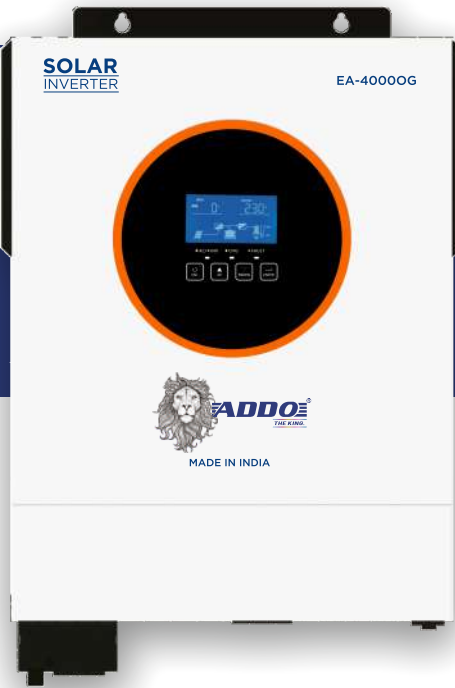 SOLAR
INVERTER
EA-4000OG
230
ADDO®
THE KING.
MADE IN INDIA